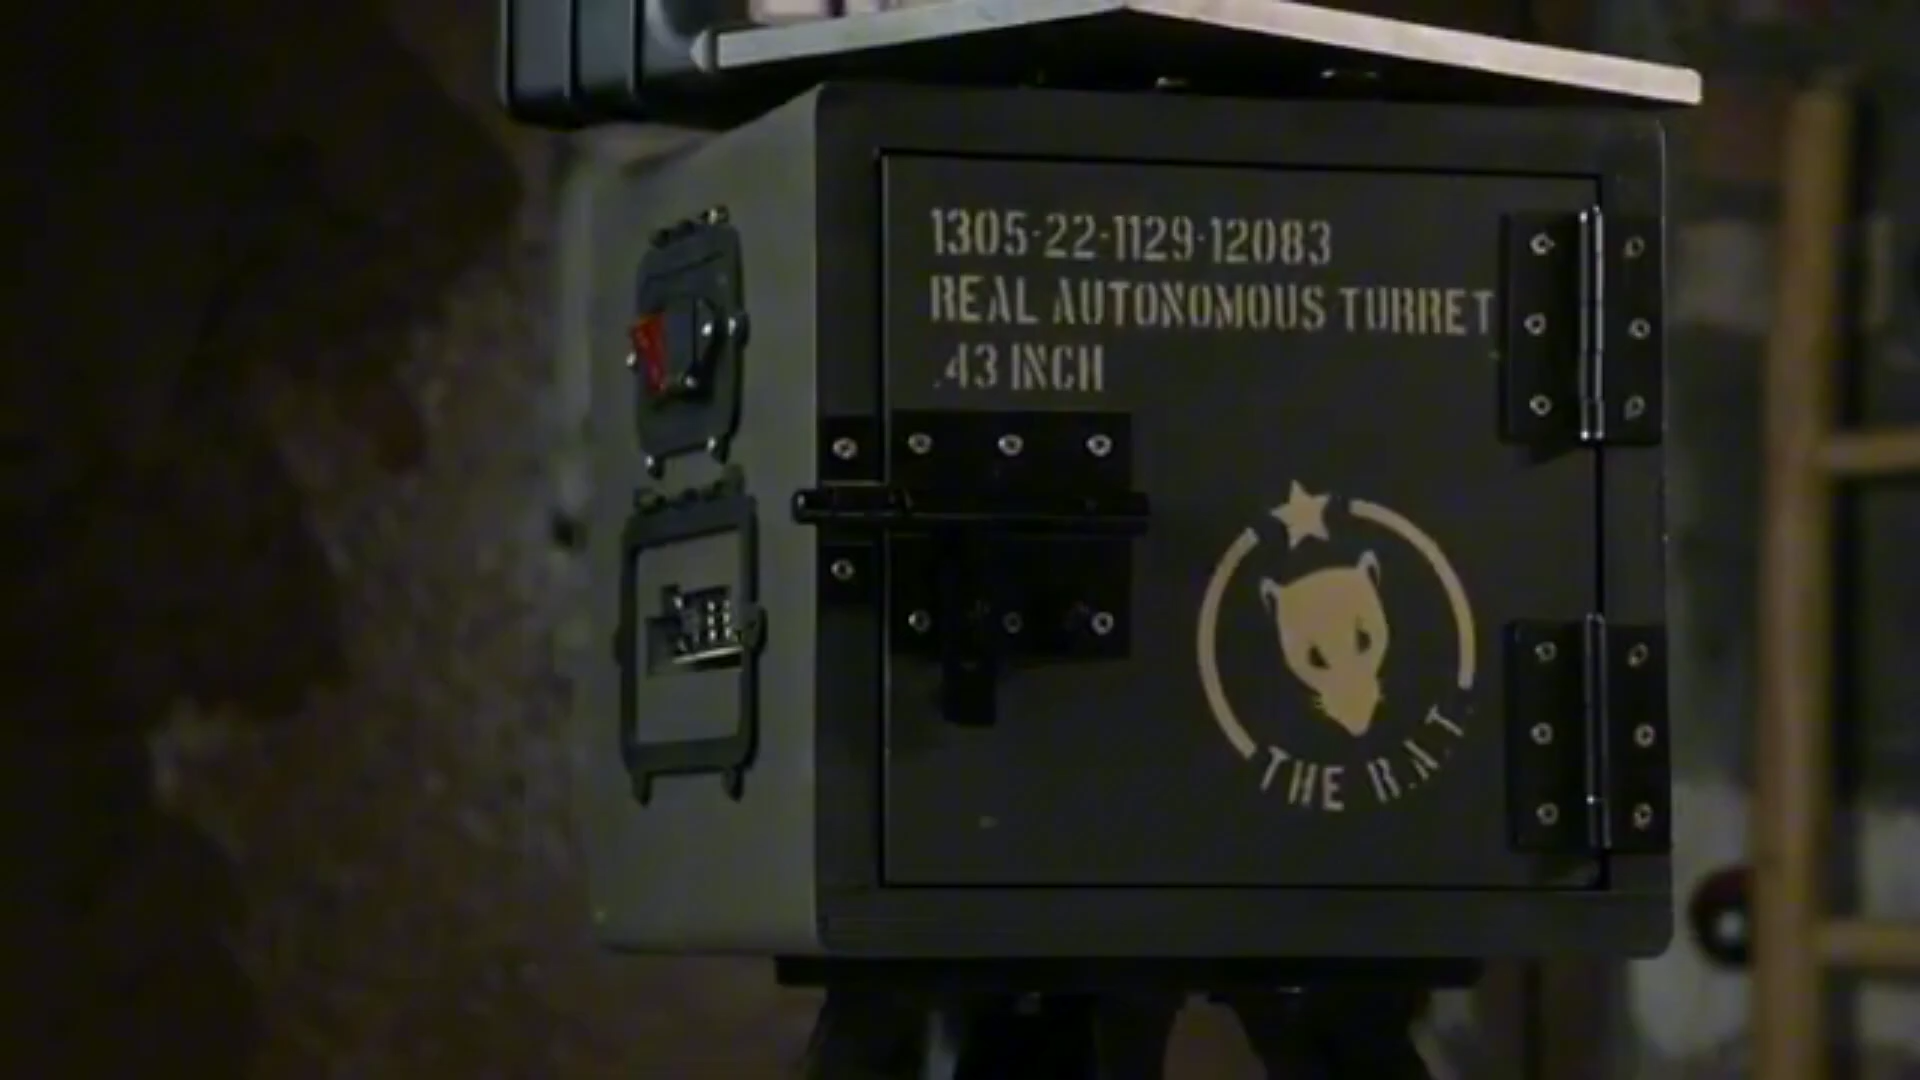 1305-22-1129-12083
REAL AUTONOMOUS TURRET
.43 INCH
THE R.A.T.